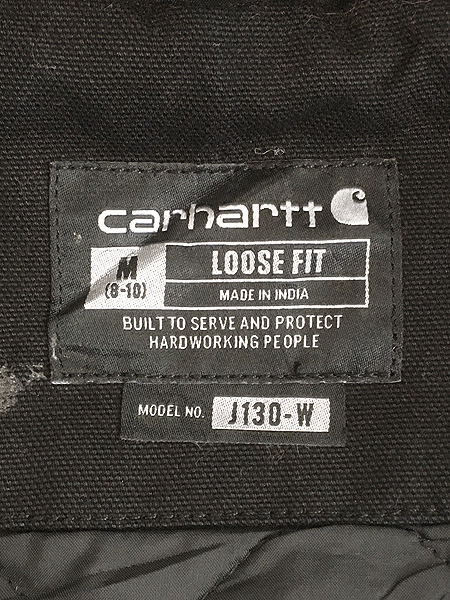 carhartt
M
(8-10)
LOOSE FIT
MADE IN INDIA
BUILT TO SERVE AND PROTECT
HARDWORKING PEOPLE
MODEL NO. J130-W